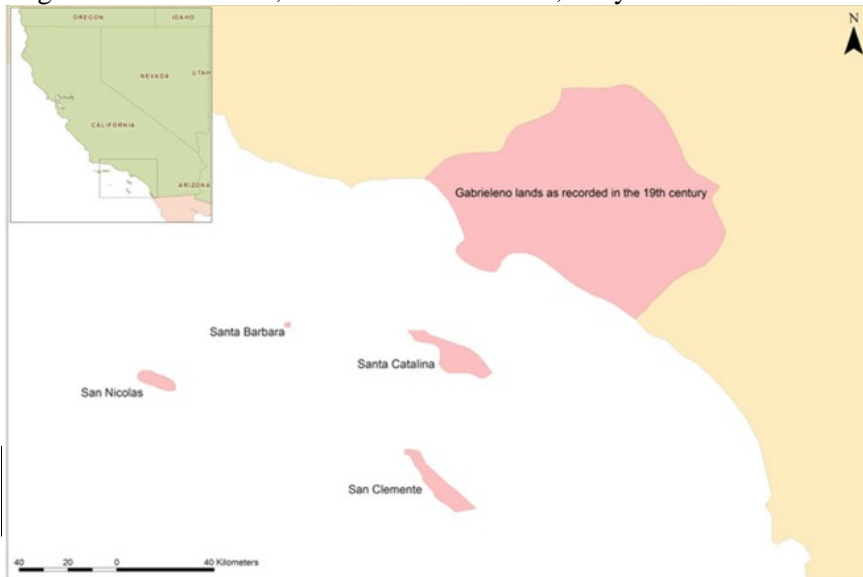 OREGON
IDAHO
NEVADA
UTAH
CALIFORNIA
ARIZONA
N
Gabrieleno lands as recorded in the 19th century
Santa Barbara
Santa Catalina
San Nicolas
San Clemente
40 20 0 40 Kilometers